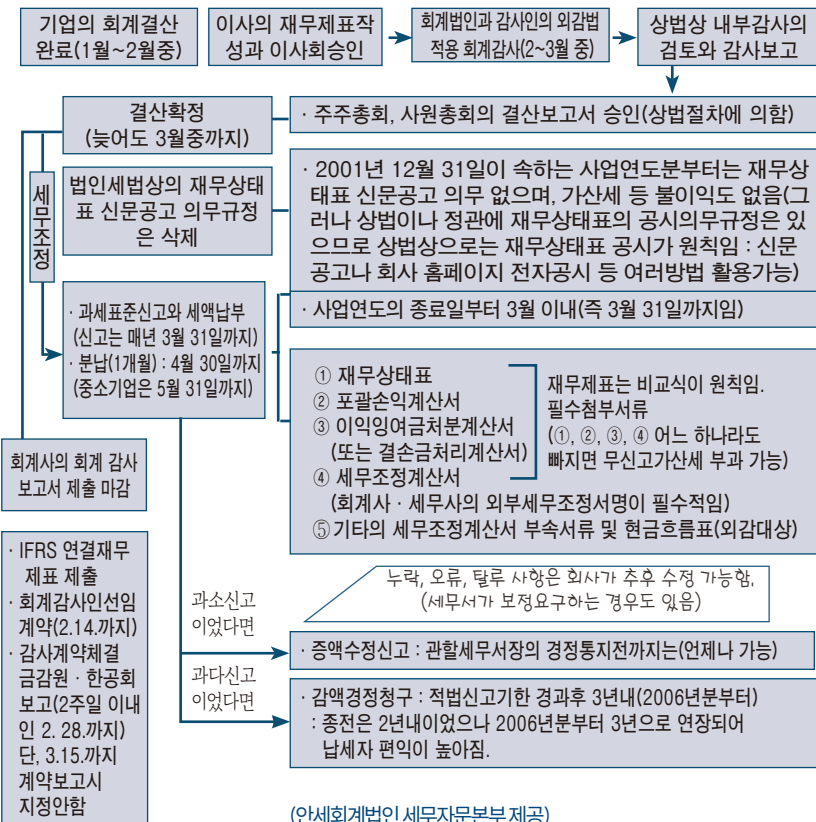 기업의 회계결산
완료(1월~2월중)
이사의 재무제표작
성과 이사회승인
회계법인과 감사인의 외감법
적용 회계감사(2~3월 중)
상법상 내부감사의
검토와 감사보고
결산확정
(늦어도 3월중까지)
· 주주총회, 사원총회의 결산보고서 승인(상법절차에 의함)
세무조정
법인세법상의 재무상태
표 신문공고 의무규정
은 삭제
· 2001년 12월 31일이 속하는 사업연도분부터는 재무상
태표 신문공고 의무 없으며, 가산세 등 불이익도 없음(그
러나 상법이나 정관에 재무상태표의 공시의무규정은 있
으므로 상법상으로는 재무상태표 공시가 원칙임 : 신문
공고나 회사 홈페이지 전자공시 등 여러방법 활용가능)
· 과세표준신고와 세액납부
(신고는 매년 3월 31일까지)
· 분납(1개월) : 4월 30일까지
(중소기업은 5월 31일까지)
· 사업연도의 종료일부터 3월 이내(즉 3월 31일까지임)
① 재무상태표
② 포괄손익계산서
③ 이익잉여금처분계산서
(또는 결손금처리계산서)
④ 세무조정계산서
(회계사 · 세무사의 외부세무조정서명이 필수적임)
⑤ 기타의 세무조정계산서 부속서류 및 현금흐름표(외감대상)
재무제표는 비교식이 원칙임.
필수첨부서류
(①, ②, ③, ④ 어느 하나라도
빠지면 무신고가산세 부과 가능)
회계사의 회계 감사
보고서 제출 마감
· IFRS 연결재무
제표 제출
· 회계감사인선임
계약(2.14.까지)
· 감사계약체결
금감원 · 한공회
보고(2주일 이내
인 2. 28.까지)
단, 3.15.까지
계약보고시
지정안함
누락, 오류, 탈루 사항은 회사가 추후 수정 가능함.
(세무서가 보정요구하는 경우도 있음)
과소신고
이었다면
· 증액수정신고 : 관할세무서장의 경정통지전까지는(언제나 가능)
과다신고
이었다면
· 감액경정청구 : 적법신고기한 경과후 3년내(2006년분부터)
: 종전은 2년내이었으나 2006년분부터 3년으로 연장되어
납세자 편익이 높아짐.
(안세회계법인 세무자문본부 제공)